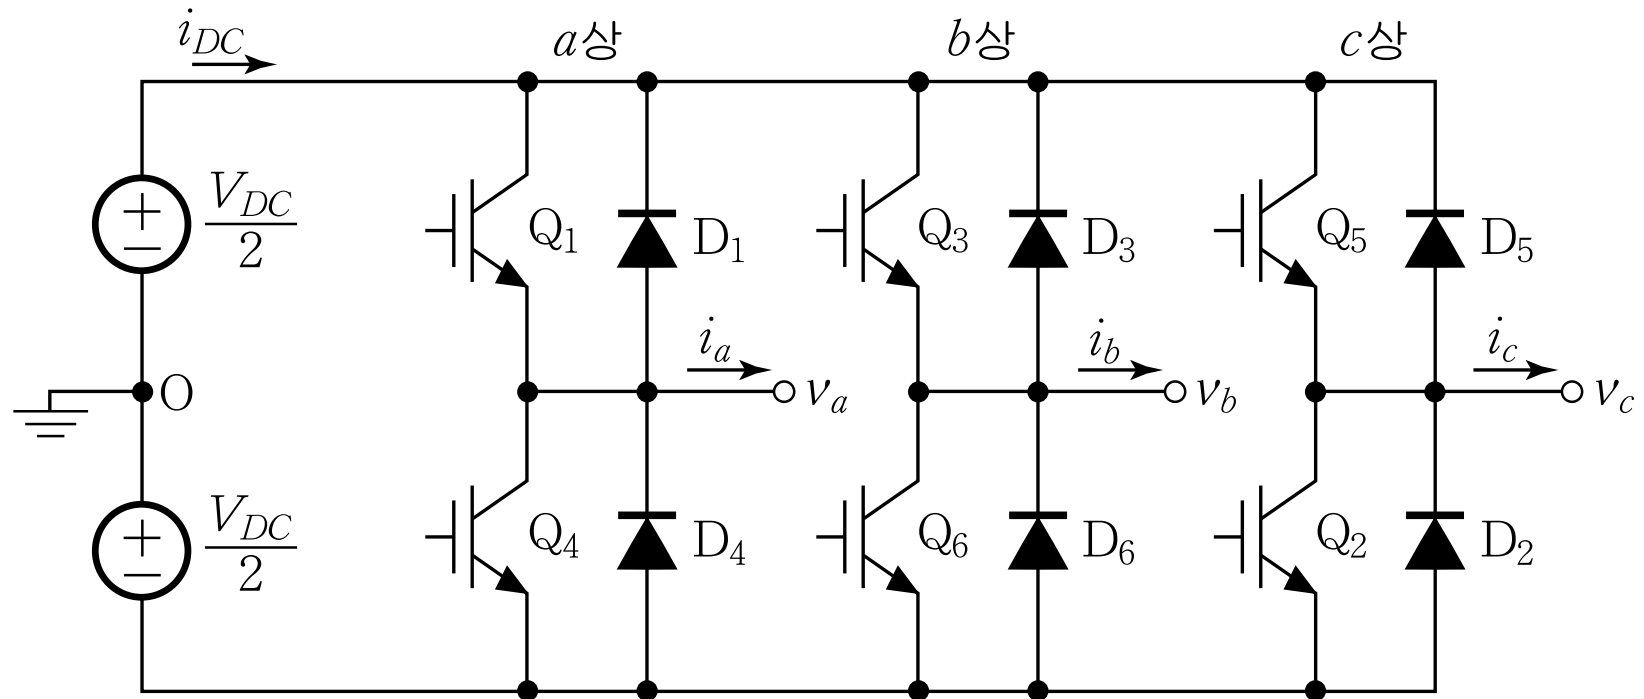 i_DC
a상
b상
c상
V_DC/2
Q₁
D₁
Q₃
D₃
Q₅
D₅
i_a
i_b
i_c
O
v_a
v_b
v_c
V_DC/2
Q₄
D₄
Q₆
D₆
Q₂
D₂